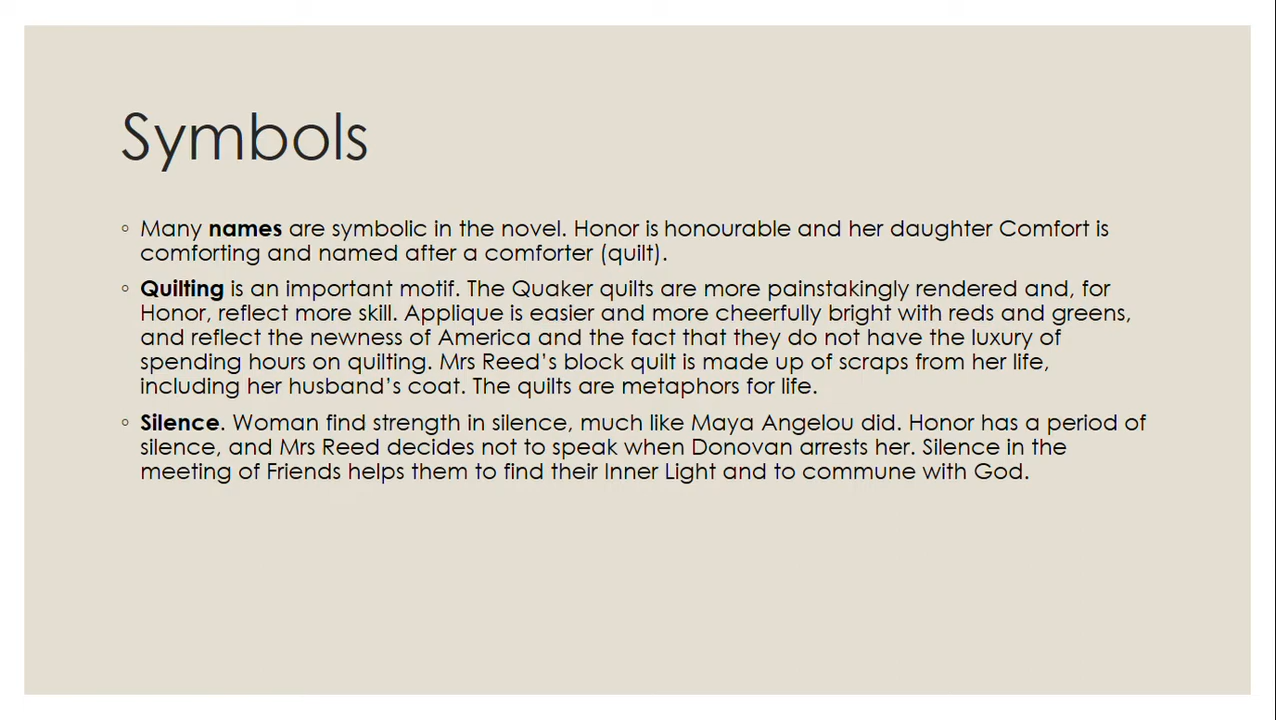 Symbols
◦ Many names are symbolic in the novel. Honor is honourable and her daughter Comfort is
comforting and named after a comforter (quilt).
◦ Quilting is an important motif. The Quaker quilts are more painstakingly rendered and, for
Honor, reflect more skill. Applique is easier and more cheerfully bright with reds and greens,
and reflect the newness of America and the fact that they do not have the luxury of
spending hours on quilting. Mrs Reed’s block quilt is made up of scraps from her life,
including her husband’s coat. The quilts are metaphors for life.
◦ Silence. Woman find strength in silence, much like Maya Angelou did. Honor has a period of
silence, and Mrs Reed decides not to speak when Donovan arrests her. Silence in the
meeting of Friends helps them to find their Inner Light and to commune with God.